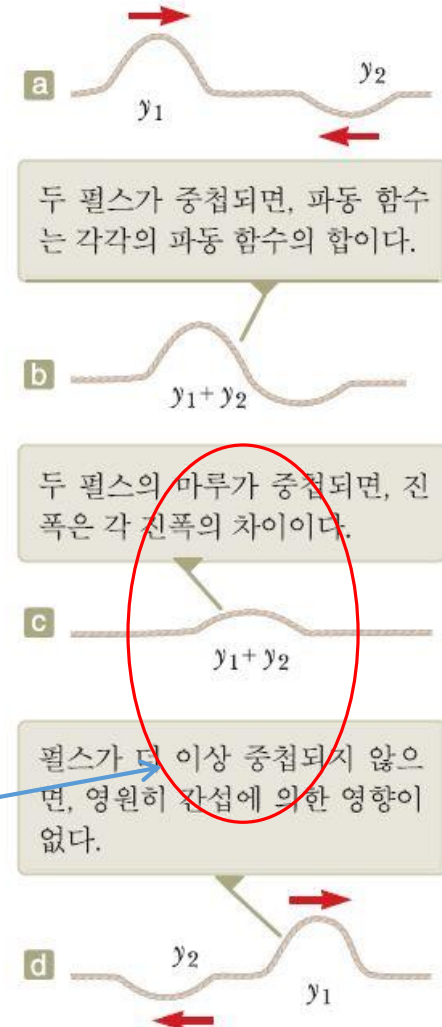 a
y₁
y₂
두 펄스가 중첩되면, 파동 함수
는 각각의 파동 함수의 합이다.
b
y₁+ y₂
두 펄스의 마루가 중첩되면, 진
폭은 각 진폭의 차이이다.
c
y₁+ y₂
펄스가 더 이상 중첩되지 않으
면, 영원히 간섭에 의한 영향이
없다.
d
y₂
y₁